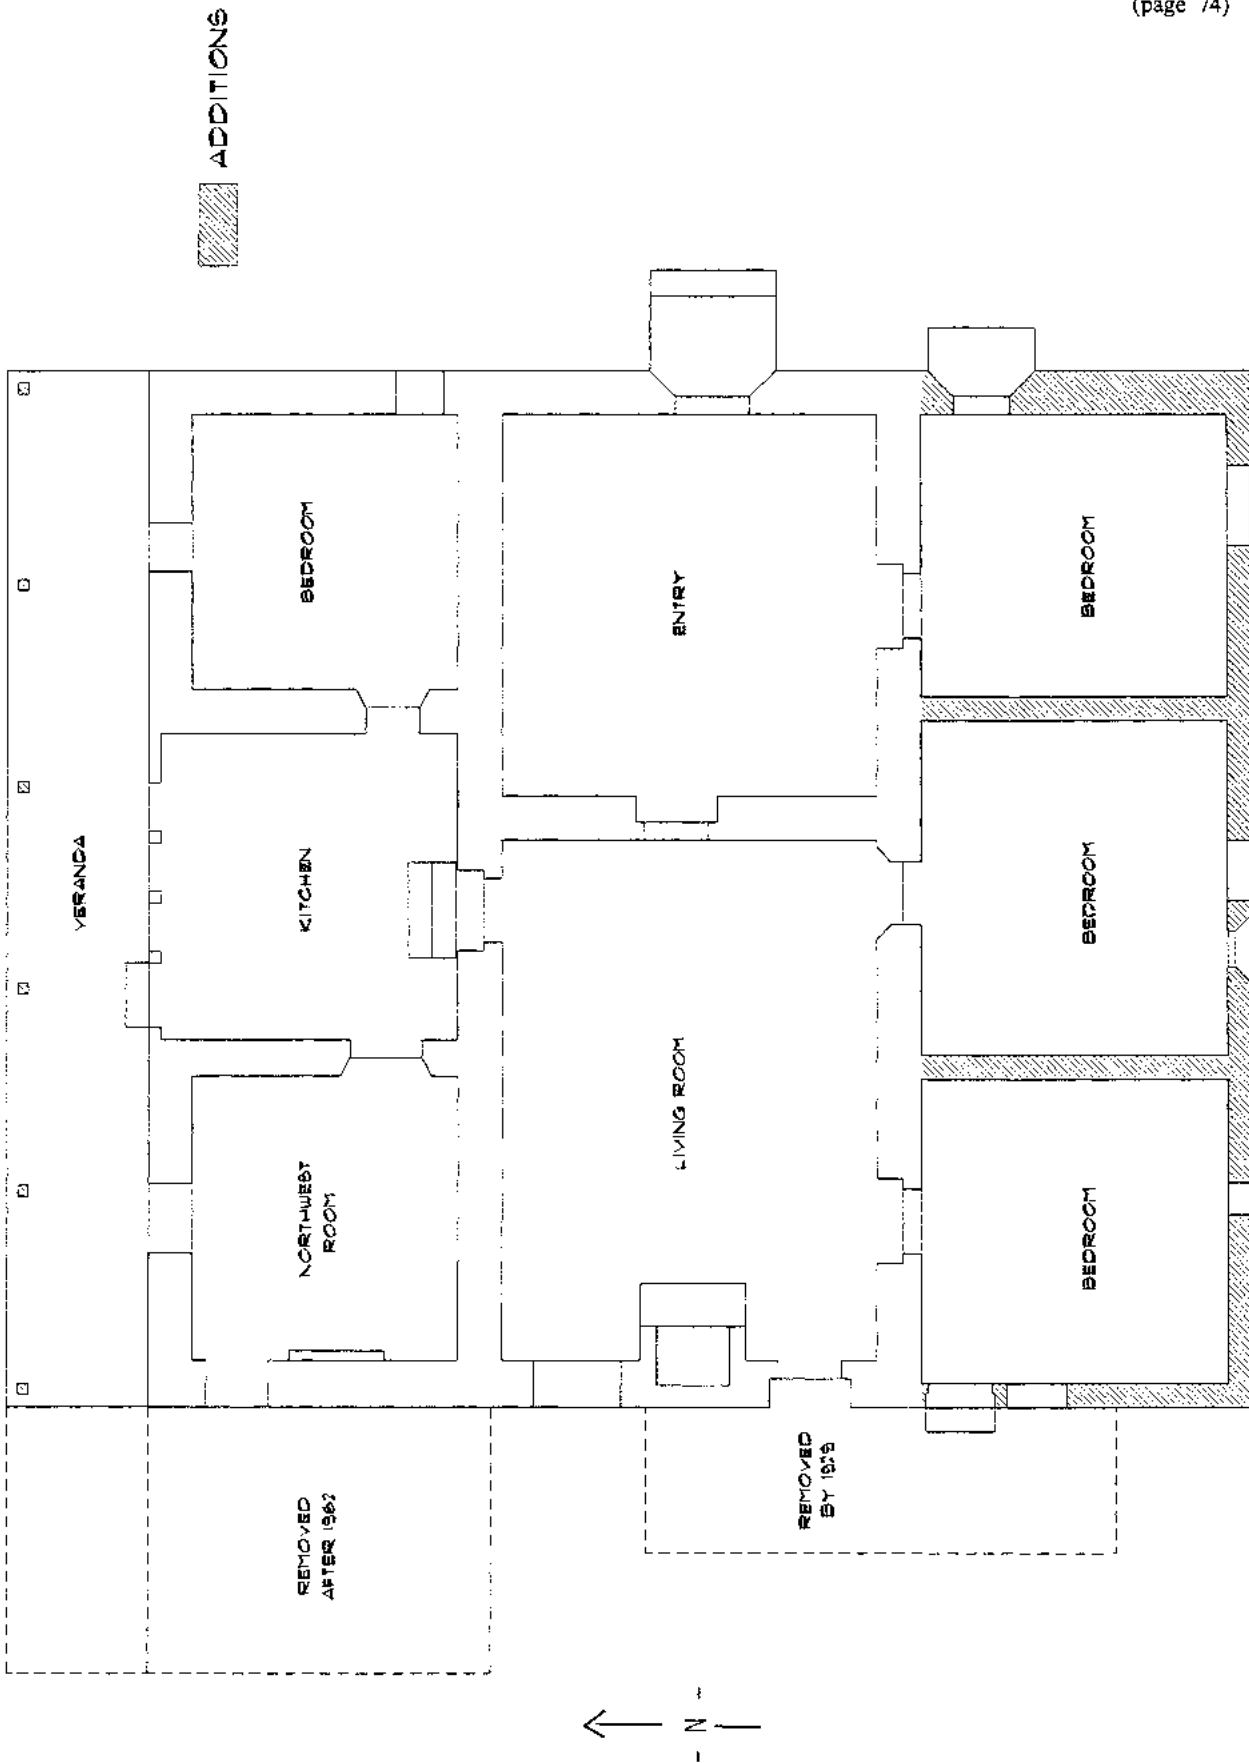 (page 74)
ADDITIONS
VERANDA
BEDROOM
KITCHEN
NORTHWEST
ROOM
REMOVED
AFTER 1962
ENTRY
LIVING ROOM
REMOVED
BY 1929
BEDROOM
BEDROOM
BEDROOM
- N -